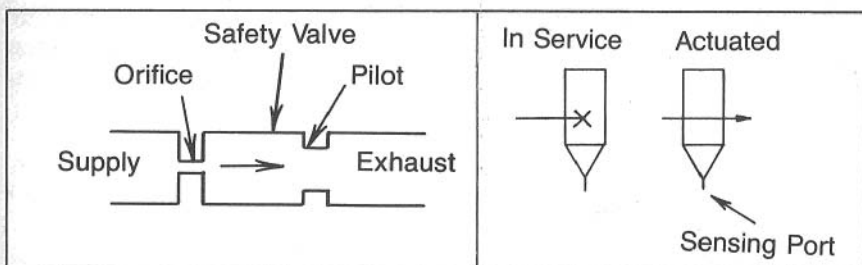 Safety Valve
Orifice
Pilot
Supply
Exhaust
In Service
Actuated
Sensing Port